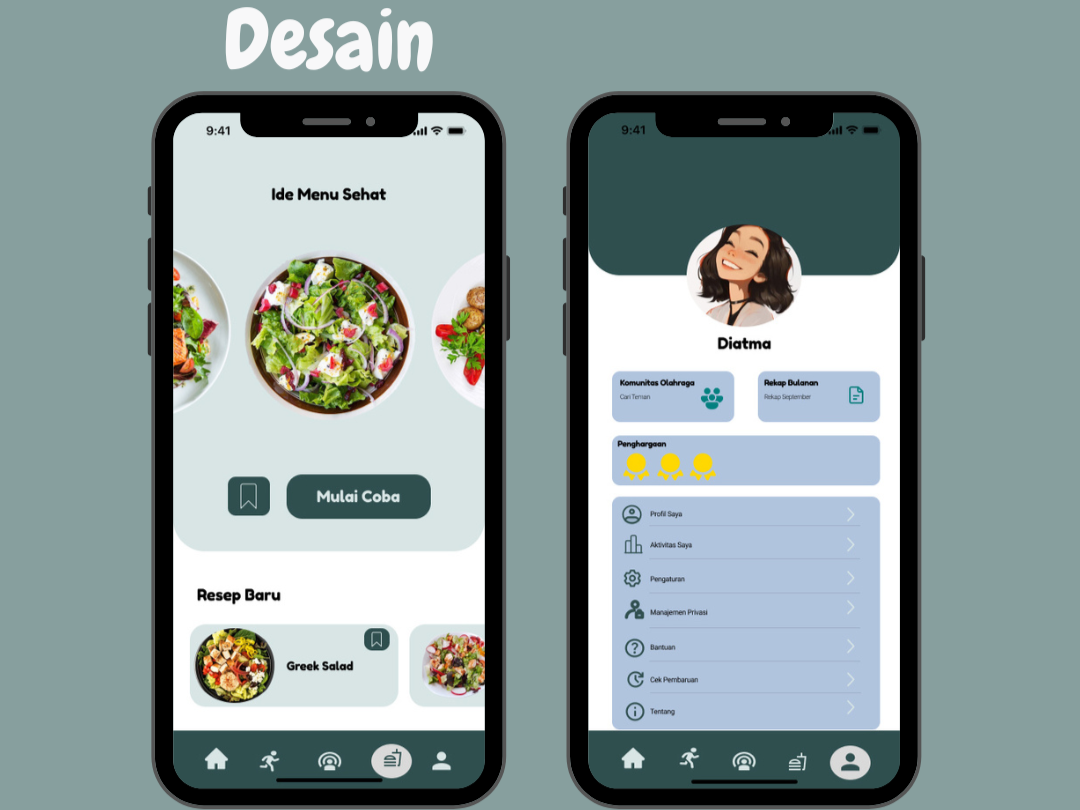 Desain
9:41
Ide Menu Sehat
Mulai Coba
Resep Baru
Greek Salad
9:41
Diatma
Komunitas Olahraga
Cari Teman
Rekap Bulanan
Rekap September
Penghargaan
Profil Saya
Aktivitas Saya
Pengaturan
Manajemen Privasi
Bantuan
Cek Pembaruan
Tentang